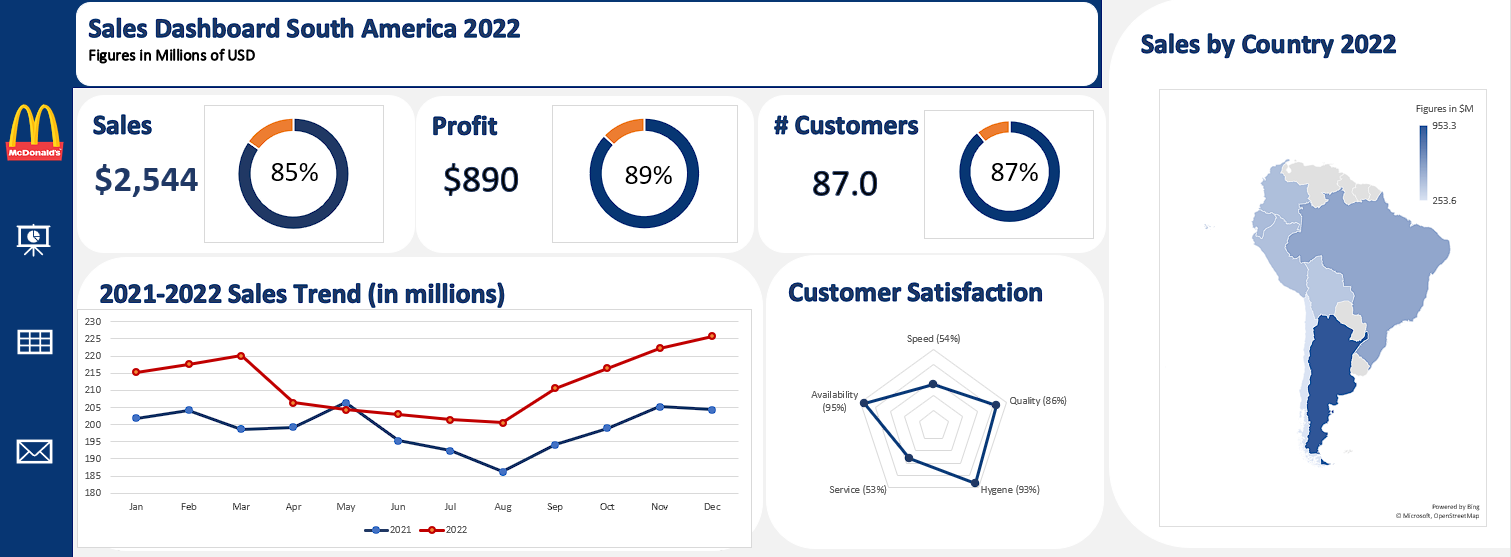 Sales Dashboard South America 2022
Figures in Millions of USD
McDonald's
Sales
$2,544
85%
Profit
$890
89%
# Customers
87.0
87%
2021-2022 Sales Trend (in millions)
230
225
220
215
210
205
200
195
190
185
180
Jan Feb Mar Apr May Jun Jul Aug Sep Oct Nov Dec
2021 2022
Customer Satisfaction
Speed (54%)
Quality (86%)
Hygene (93%)
Service (53%)
Availability
(95%)
Sales by Country 2022
Figures in $M
953.3
253.6
Powered by Bing
© Microsoft, OpenStreetMap